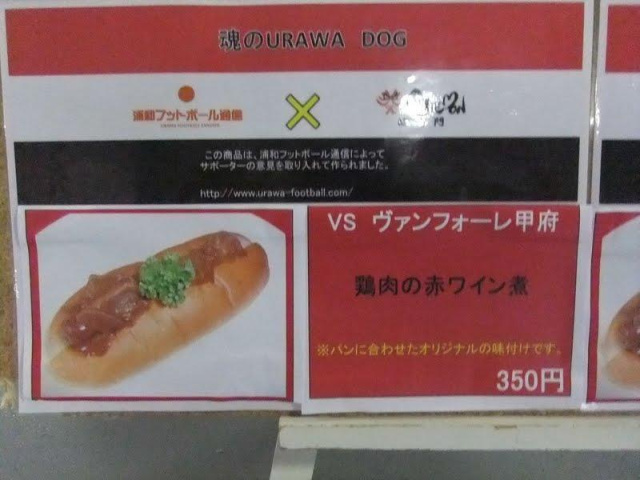 魂のURAWA DOG
浦和フットボール通信
×
この商品は、浦和フットボール通信によって
サポーターの意見を取り入れて作られました。
http://www.urawa-football.com/
VS ヴァンフォーレ甲府
鶏肉の赤ワイン煮
※パンに合わせたオリジナルの味付けです。
350円